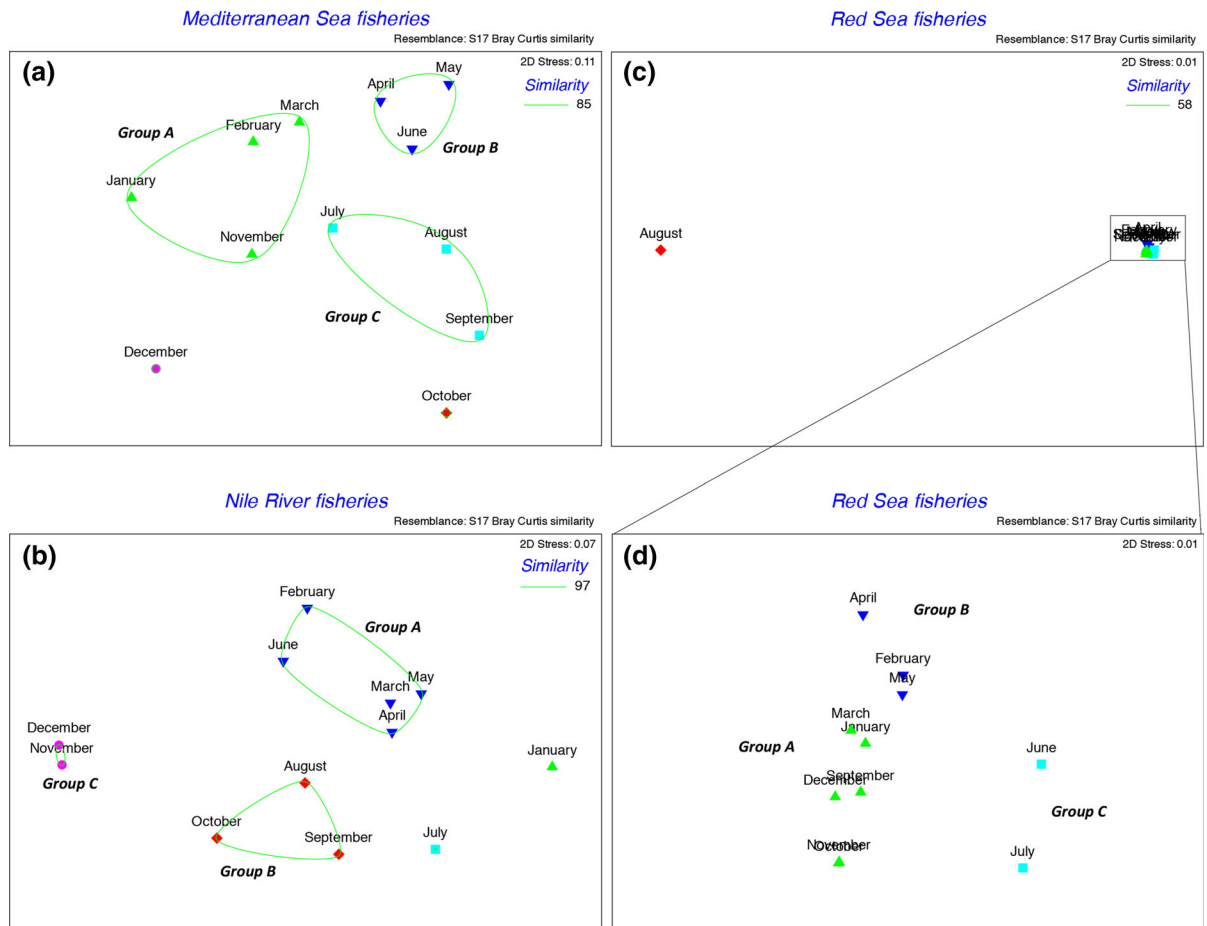 Mediterranean Sea fisheries
Resemblance: S17 Bray Curtis similarity
(a)
2D Stress: 0.11
Similarity
85
May
April
March
Group A
February
June
Group B
January
July
November
August
Group C
September
December
October
Red Sea fisheries
Resemblance: S17 Bray Curtis similarity
(c)
2D Stress: 0.01
Similarity
58
April
August
Nile River fisheries
Resemblance: S17 Bray Curtis similarity
(b)
2D Stress: 0.07
Similarity
97
February
Group A
June
May
March
April
December
November
January
August
Group C
October
September
July
Group B
Red Sea fisheries
Resemblance: S17 Bray Curtis similarity
(d)
2D Stress: 0.01
April
Group B
February
May
March
January
Group A
June
September
December
Group C
November
October
July